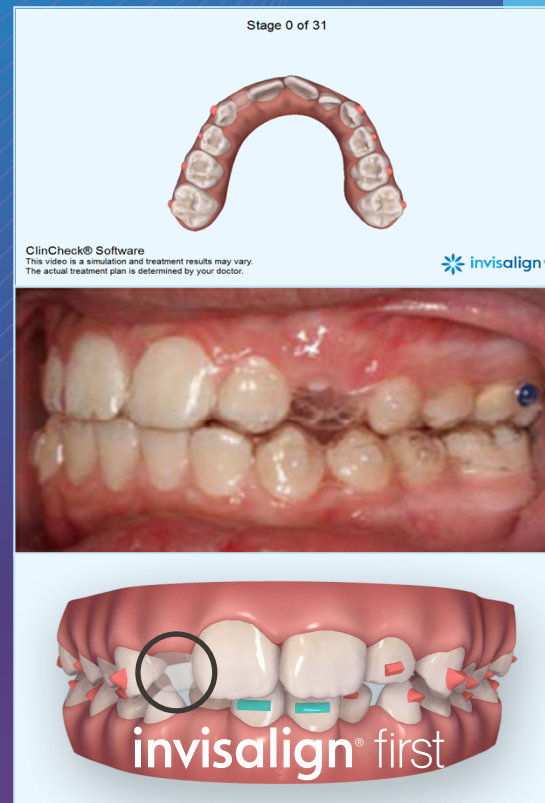 Stage 0 of 31
ClinCheck® Software
This video is a simulation and treatment results may vary.
The actual treatment plan is determined by your doctor.
invisalign
invisalign® first